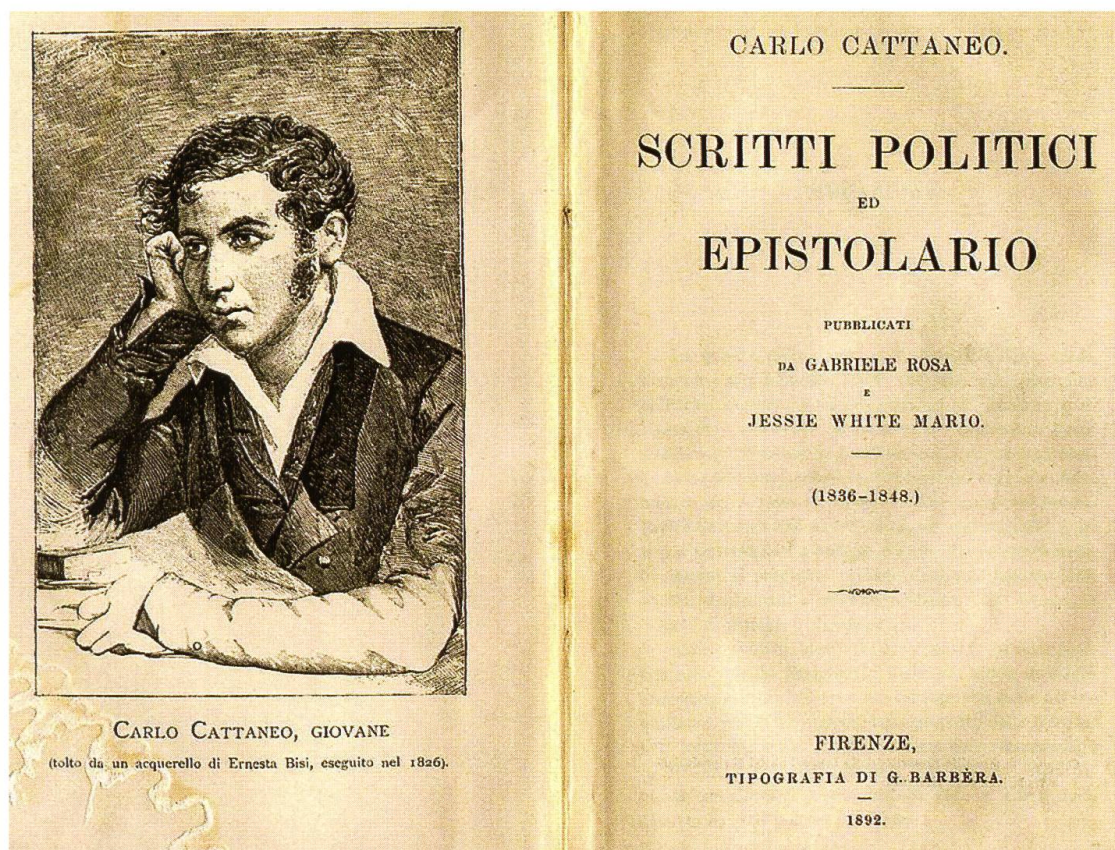 CARLO CATTANEO, GIOVANE
(tolto da un acquerello di Ernesta Bisi, eseguito nel 1826).
CARLO CATTANEO.
SCRITTI POLITICI
ED
EPISTOLARIO
PUBBLICATI
DA GABRIELE ROSA
E
JESSIE WHITE MARIO.
(1836-1848.)
FIRENZE,
TIPOGRAFIA DI G. BARBÈRA.
1892.